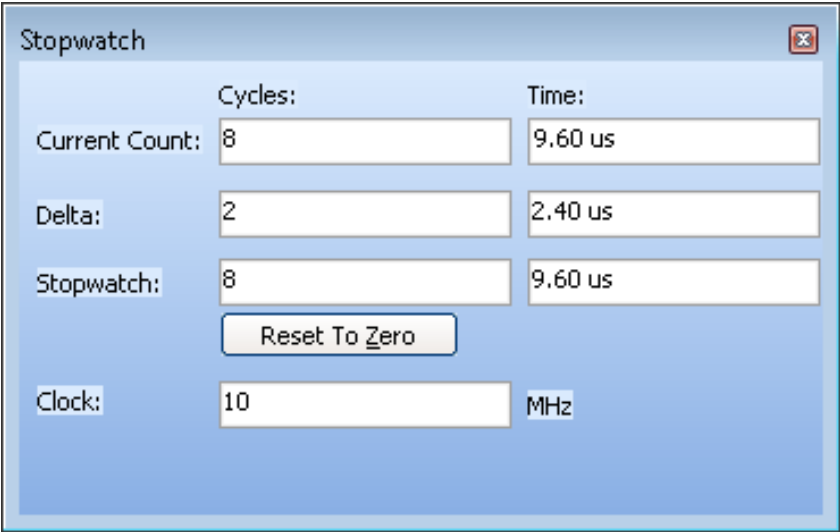 Stopwatch
Cycles: Time:
Current Count: 8 9.60 us
Delta: 2 2.40 us
Stopwatch: 8 9.60 us
Reset To Zero
Clock: 10 MHz